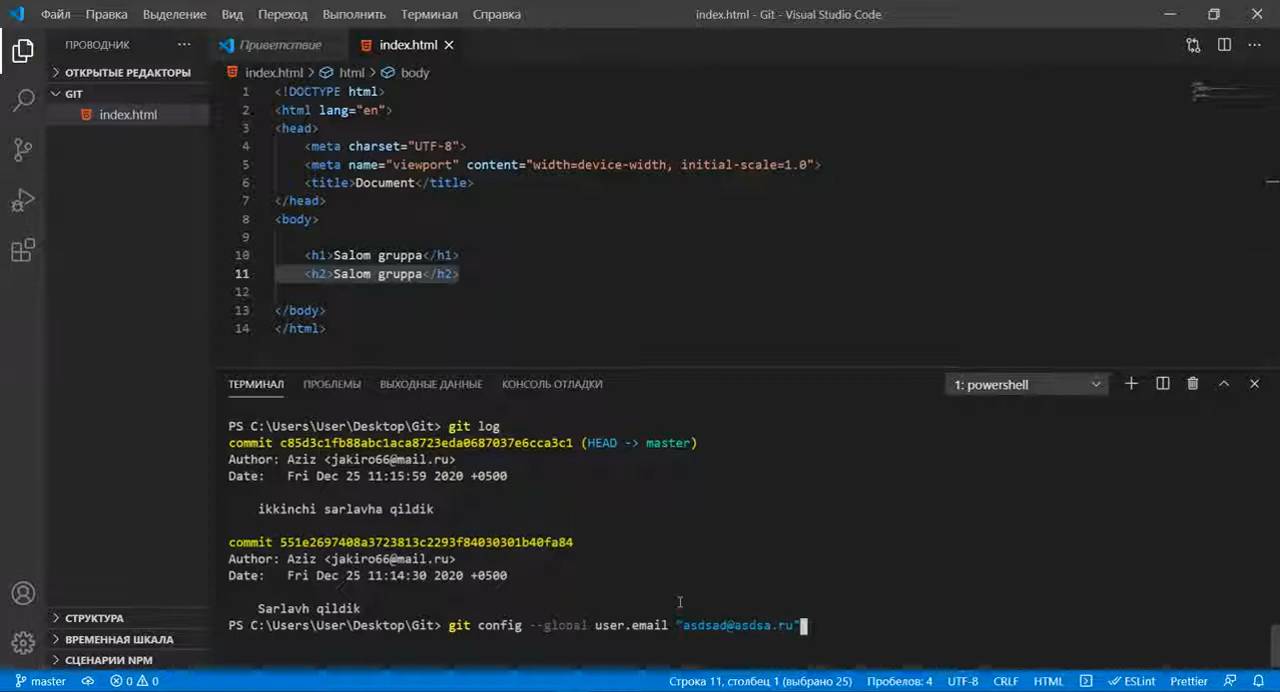 Файл Правка Выделение Вид Переход Выполнить Терминал Справка
index.html - Git - Visual Studio Code
ПРОВОДНИК ···
ОТКРЫТЫЕ РЕДАКТОРЫ
GIT
index.html
Приветствие
index.html
index.html > html > body
1 <!DOCTYPE html>
2 <html lang="en">
3 <head>
4 <meta charset="UTF-8">
5 <meta name="viewport" content="width=device-width, initial-scale=1.0">
6 <title>Document</title>
7 </head>
8 <body>
9
10 <h1>Salom gruppa</h1>
11 <h2>Salom gruppa</h2>
12
13 </body>
14 </html>
ТЕРМИНАЛ ПРОБЛЕМЫ ВЫХОДНЫЕ ДАННЫЕ КОНСОЛЬ ОТЛАДКИ
1: powershell
PS C:\Users\User\Desktop\Git> git log
commit c85d3c1fb88abc1aca8723eda0687037e6cca3c1 (HEAD -> master)
Author: Aziz <jakiro66@mail.ru>
Date: Fri Dec 25 11:15:59 2020 +0500
ikkinchi sarlavha qildik
commit 551e2697408a3723813c2293f84030301b40fa84
Author: Aziz <jakiro66@mail.ru>
Date: Fri Dec 25 11:14:30 2020 +0500
Sarlavh qildik
PS C:\Users\User\Desktop\Git> git config --global user.email "asdsad@asdsa.ru"
СТРУКТУРА
ВРЕМЕННАЯ ШКАЛА
СЦЕНАРИИ NPM
master 0 0
Строка 11, столбец 1 (выбрано 25) Пробелов: 4 UTF-8 CRLF HTML ESLint Prettier